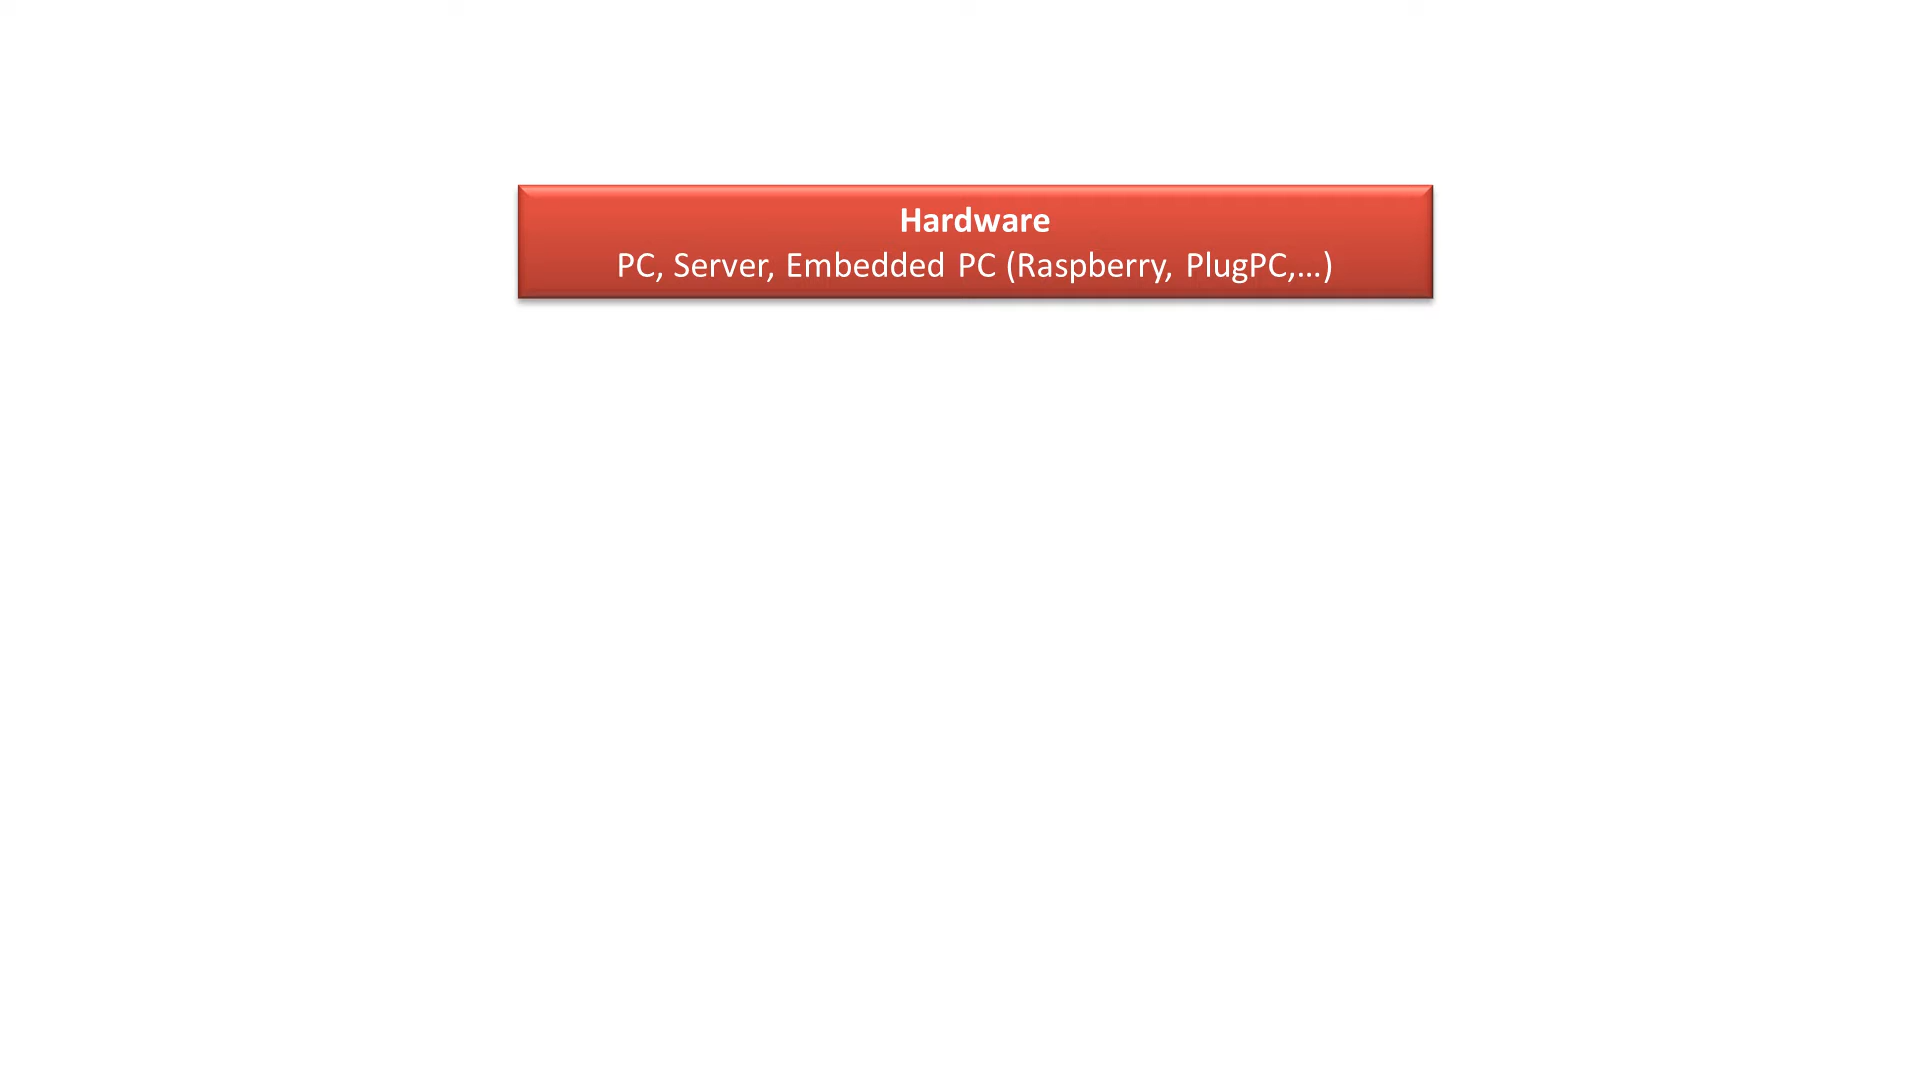 Hardware
PC, Server, Embedded PC (Raspberry, PlugPC,...)